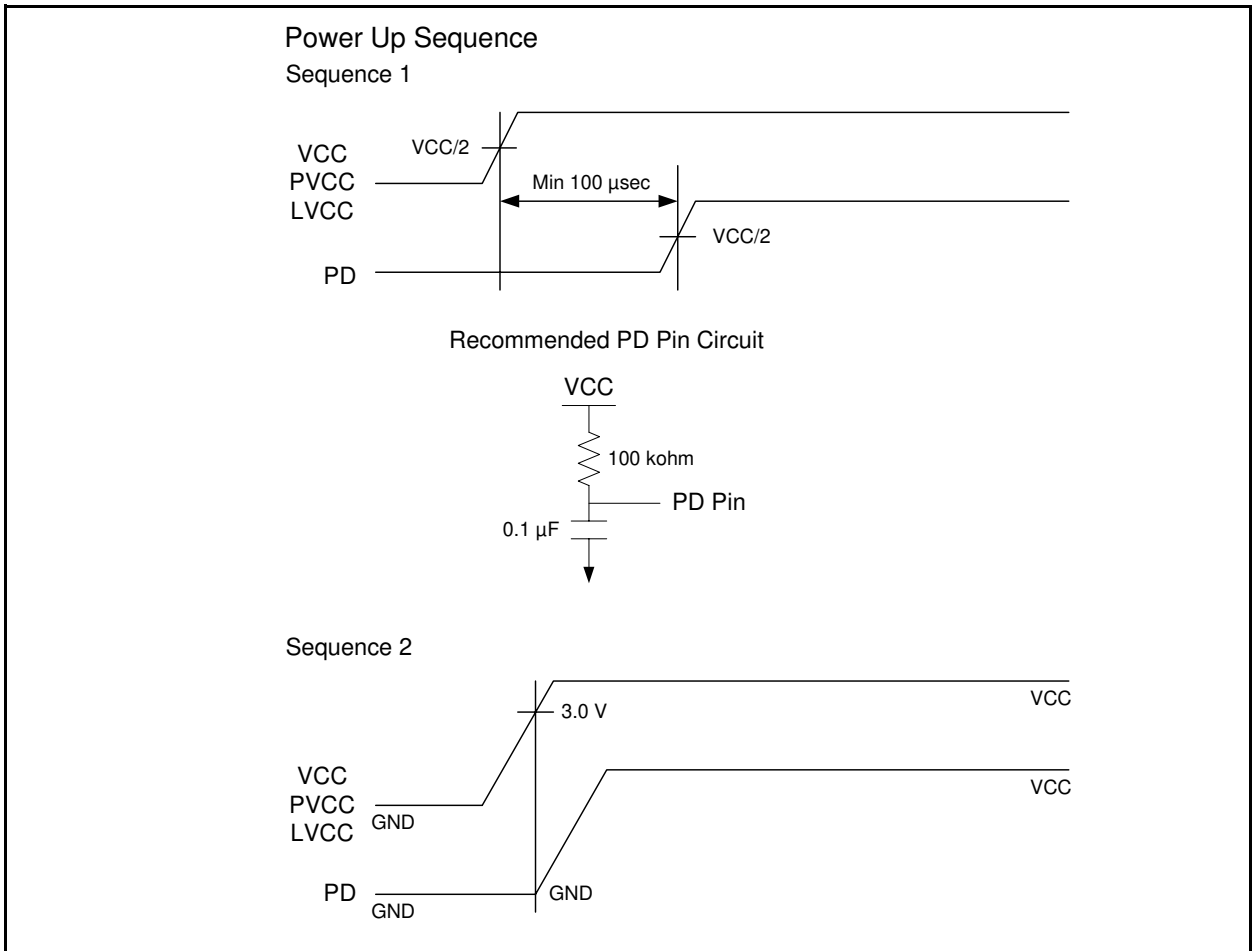 Power Up Sequence
Sequence 1
VCC/2
VCC
PVCC
LVCC
Min 100 µsec
VCC/2
PD
Recommended PD Pin Circuit
VCC
100 kohm
PD Pin
0.1 µF
Sequence 2
VCC
3.0 V
VCC
PVCC
LVCC
GND
VCC
PD
GND
GND